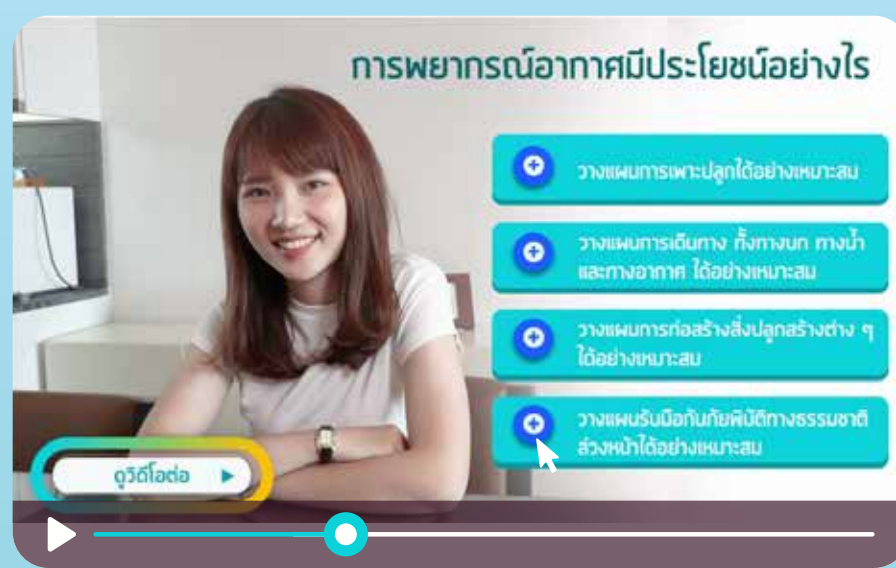 การพยากรณ์อากาศมีประโยชน์อย่างไร
วางแผนการเพาะปลูกได้อย่างเหมาะสม
วางแผนการเดินทาง ทั้งทางบก ทางน้ำ
และทางอากาศ ได้อย่างเหมาะสม
วางแผนการก่อสร้างสิ่งปลูกสร้างต่าง ๆ
ได้อย่างเหมาะสม
วางแผนรับมือกับภัยพิบัติทางธรรมชาติ
ล่วงหน้าได้อย่างเหมาะสม
ดูวิดีโอต่อ